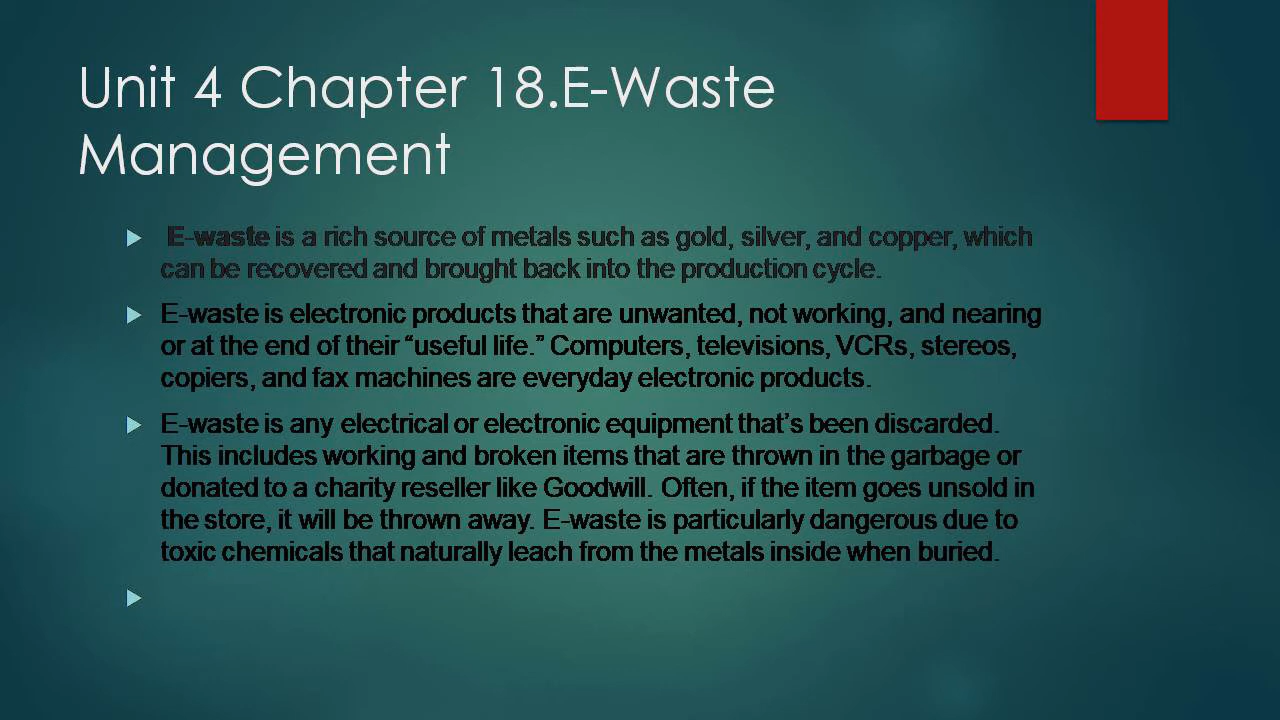 Unit 4 Chapter 18.E-Waste
Management
E-waste is a rich source of metals such as gold, silver, and copper, which
can be recovered and brought back into the production cycle.
E-waste is electronic products that are unwanted, not working, and nearing
or at the end of their “useful life.” Computers, televisions, VCRs, stereos,
copiers, and fax machines are everyday electronic products.
E-waste is any electrical or electronic equipment that’s been discarded.
This includes working and broken items that are thrown in the garbage or
donated to a charity reseller like Goodwill. Often, if the item goes unsold in
the store, it will be thrown away. E-waste is particularly dangerous due to
toxic chemicals that naturally leach from the metals inside when buried.